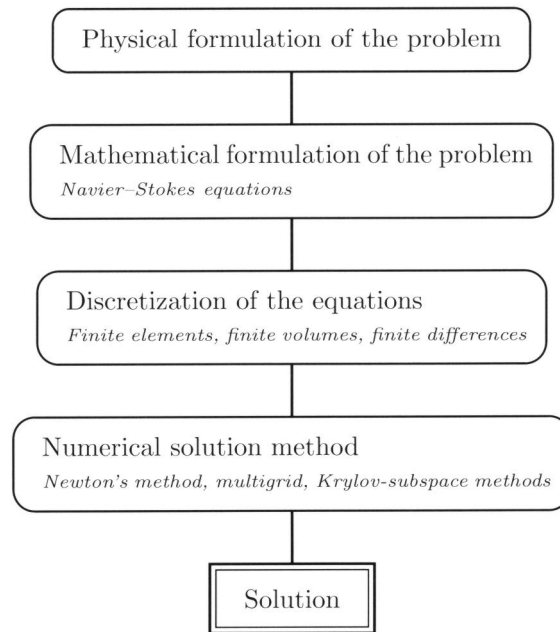 Physical formulation of the problem
Mathematical formulation of the problem
Navier–Stokes equations
Discretization of the equations
Finite elements, finite volumes, finite differences
Numerical solution method
Newton's method, multigrid, Krylov-subspace methods
Solution